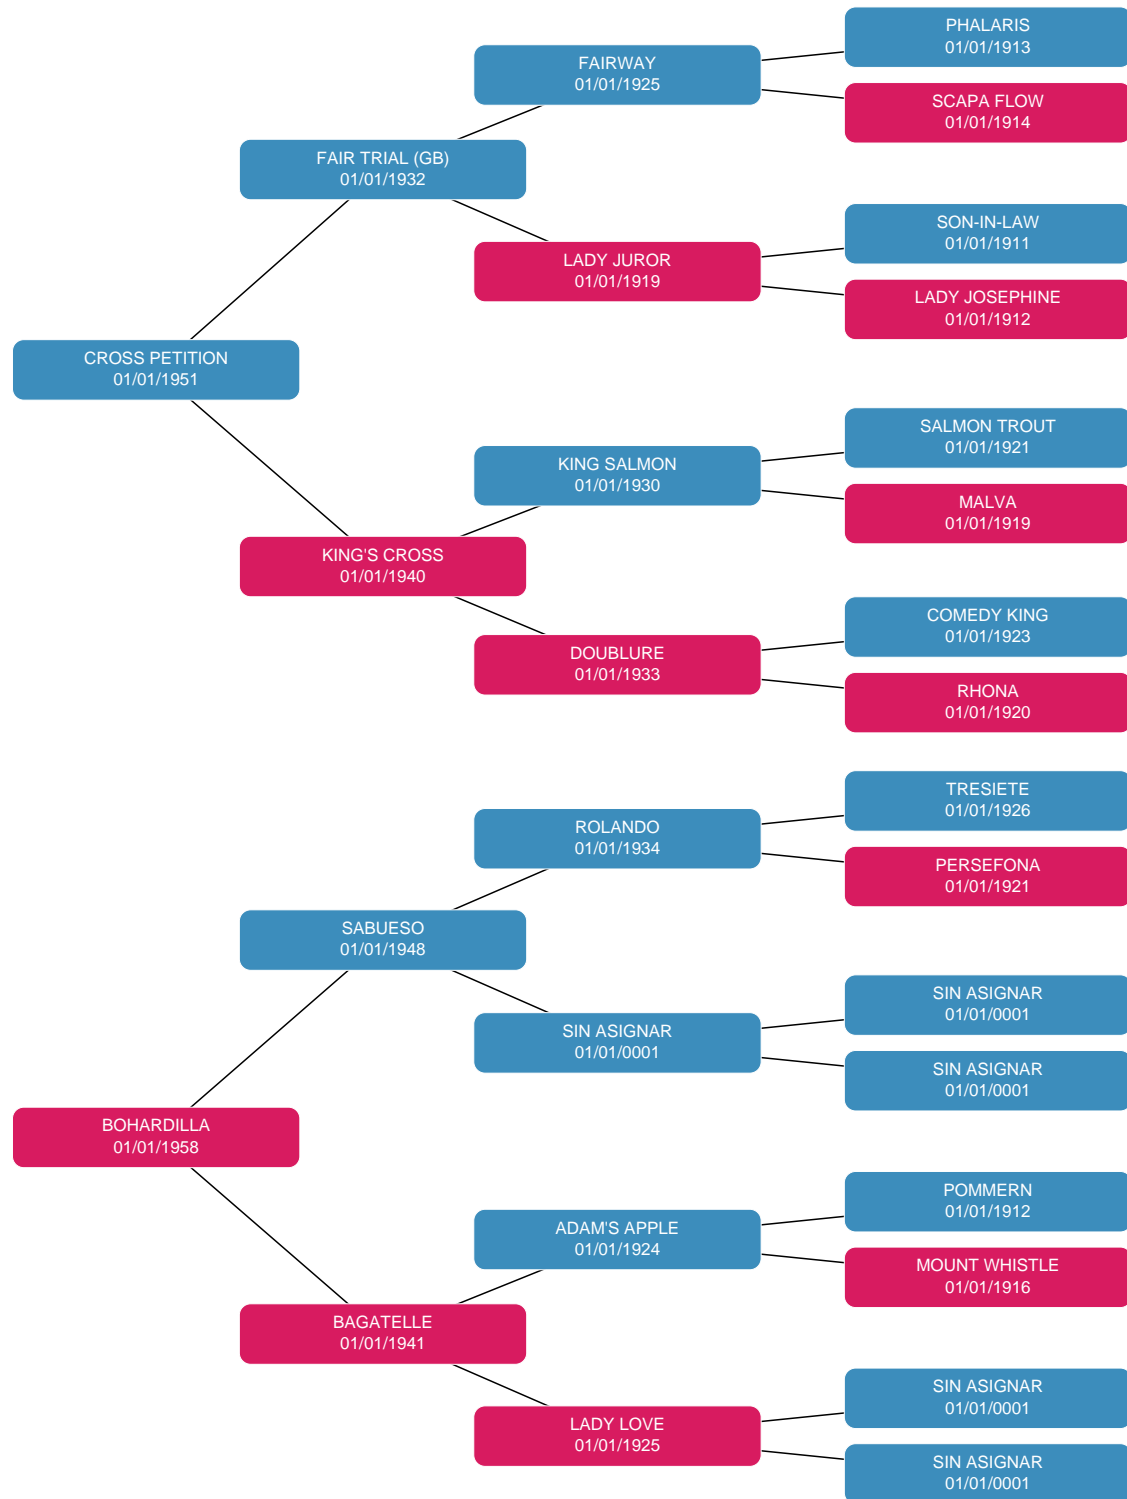 PHALARIS
01/01/1913
FAIRWAY
01/01/1925
SCAPA FLOW
01/01/1914
FAIR TRIAL (GB)
01/01/1932
SON-IN-LAW
01/01/1911
LADY JUROR
01/01/1919
LADY JOSEPHINE
01/01/1912
CROSS PETITION
01/01/1951
SALMON TROUT
01/01/1921
KING SALMON
01/01/1930
MALVA
01/01/1919
KING'S CROSS
01/01/1940
COMEDY KING
01/01/1923
DOUBLURE
01/01/1933
RHONA
01/01/1920
TRESIETE
01/01/1926
ROLANDO
01/01/1934
PERSEFONA
01/01/1921
SABUESO
01/01/1948
SIN ASIGNAR
01/01/0001
SIN ASIGNAR
01/01/0001
SIN ASIGNAR
01/01/0001
BOHARDILLA
01/01/1958
POMMERN
01/01/1912
ADAM'S APPLE
01/01/1924
MOUNT WHISTLE
01/01/1916
BAGATELLE
01/01/1941
SIN ASIGNAR
01/01/0001
LADY LOVE
01/01/1925
SIN ASIGNAR
01/01/0001